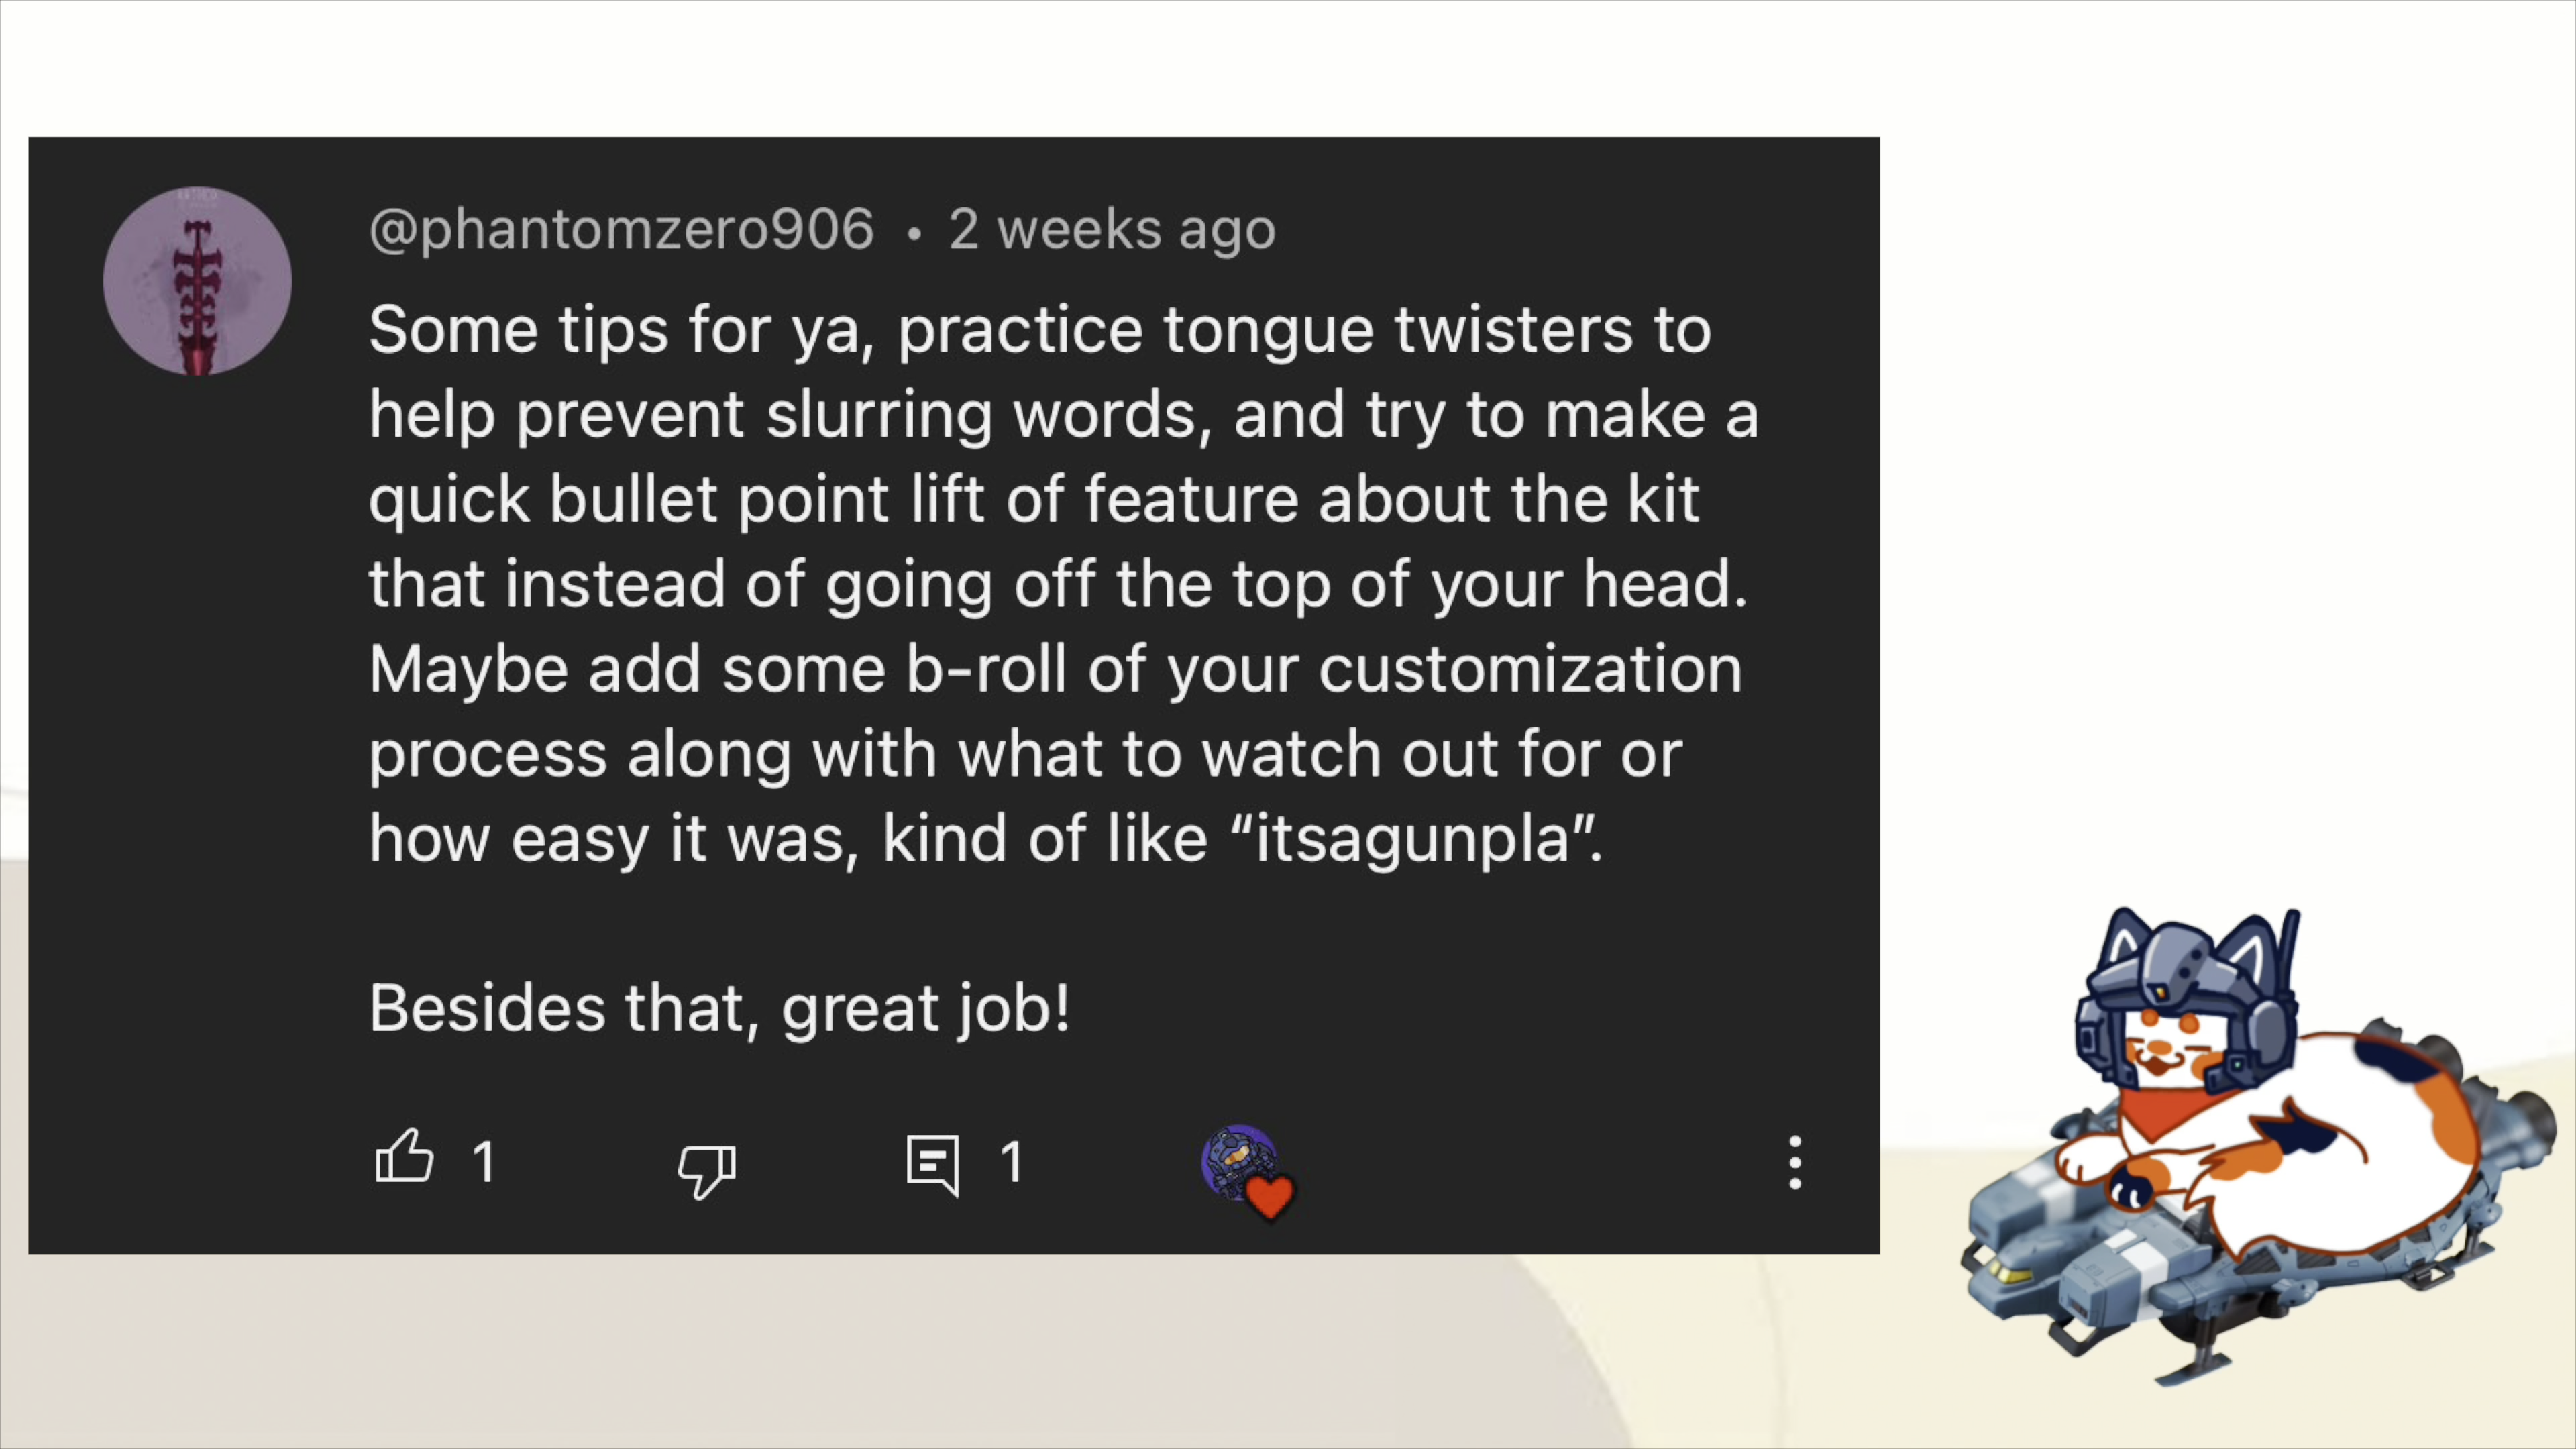 @phantomzero906 • 2 weeks ago
Some tips for ya, practice tongue twisters to
help prevent slurring words, and try to make a
quick bullet point lift of feature about the kit
that instead of going off the top of your head.
Maybe add some b-roll of your customization
process along with what to watch out for or
how easy it was, kind of like “itsagunpla”.
Besides that, great job!
1 1